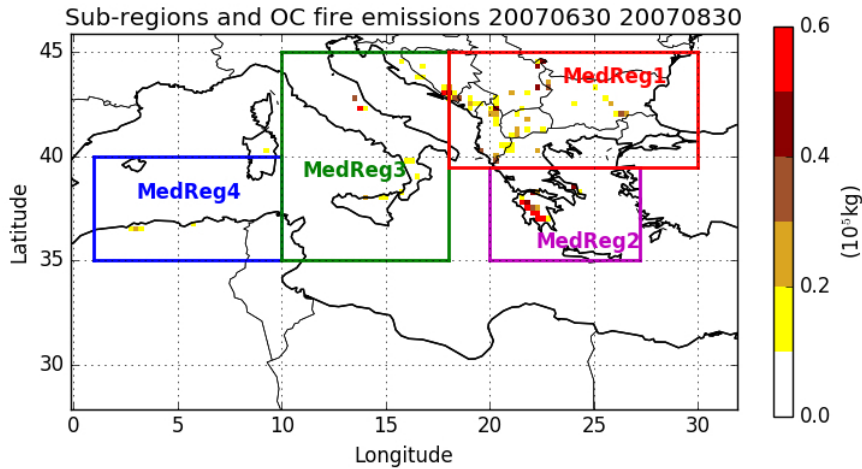 Sub-regions and OC fire emissions 20070630 20070830
45
40
35
30
0
5
10
15
20
25
30
Latitude
Longitude
MedReg1
MedReg3
MedReg4
MedReg2
0.6
0.4
0.2
0.0
(10⁵kg)